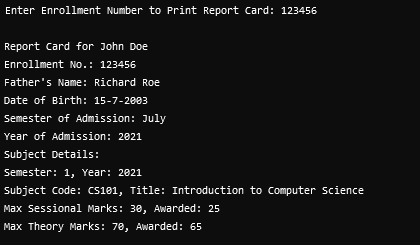 Enter Enrollment Number to Print Report Card: 123456
Report Card for John Doe
Enrollment No.: 123456
Father's Name: Richard Roe
Date of Birth: 15-7-2003
Semester of Admission: July
Year of Admission: 2021
Subject Details:
Semester: 1, Year: 2021
Subject Code: CS101, Title: Introduction to Computer Science
Max Sessional Marks: 30, Awarded: 25
Max Theory Marks: 70, Awarded: 65